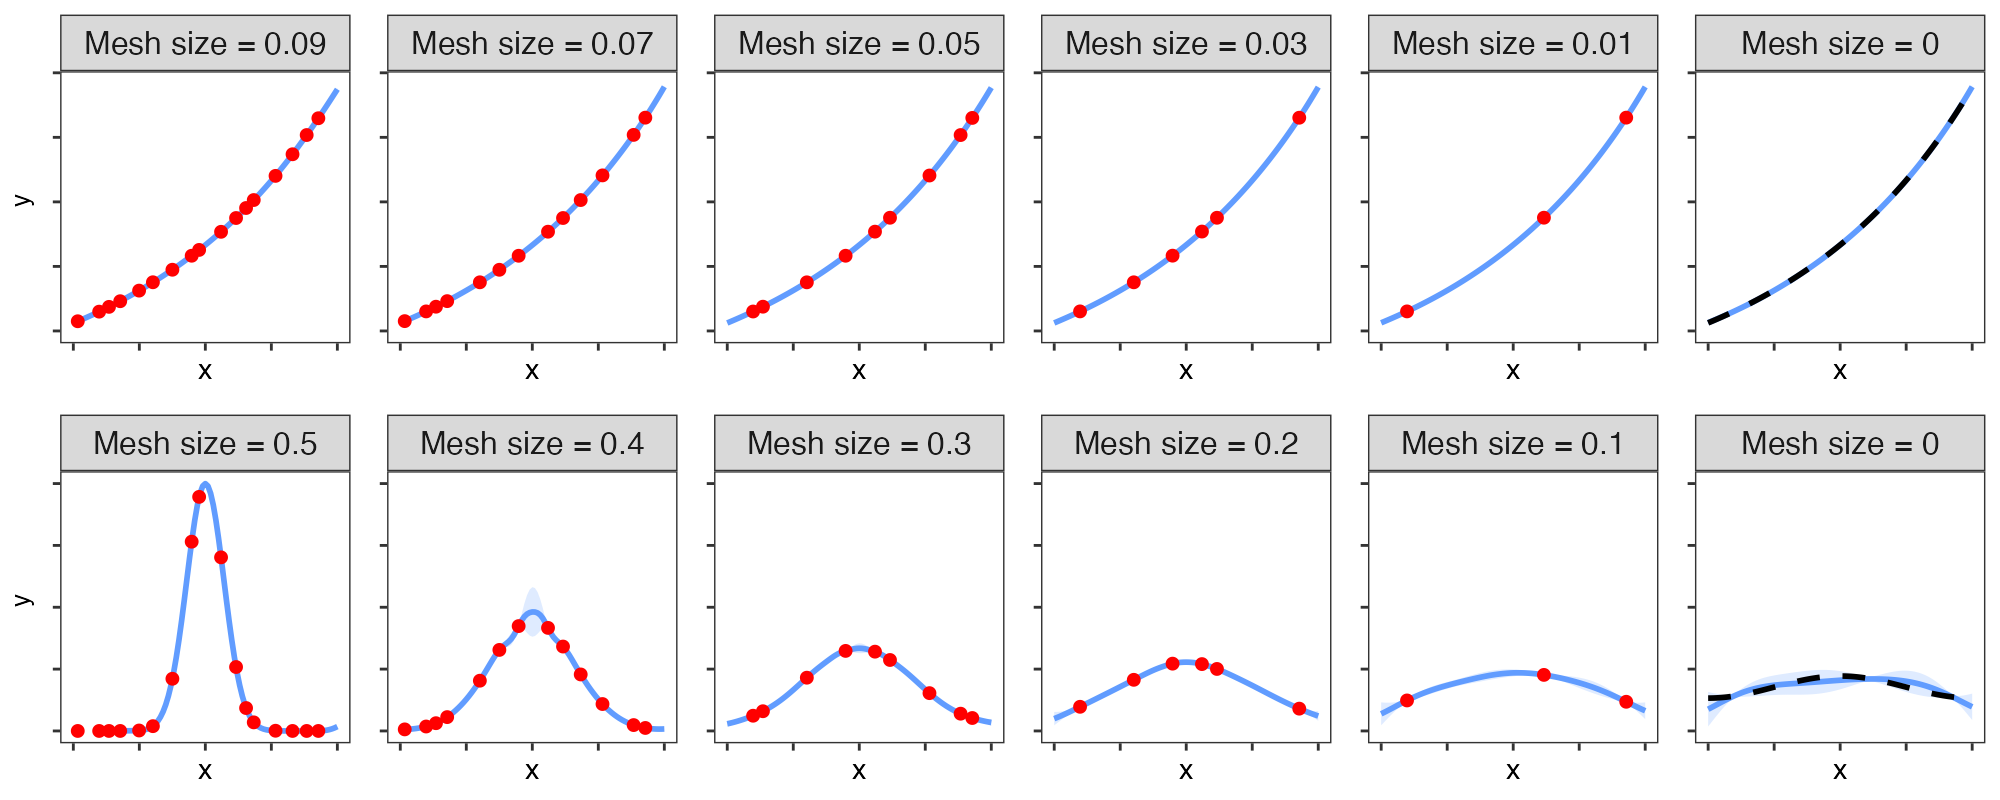 Mesh size = 0.09
Mesh size = 0.07
Mesh size = 0.05
Mesh size = 0.03
Mesh size = 0.01
Mesh size = 0
y
x
x
x
x
x
x
Mesh size = 0.5
Mesh size = 0.4
Mesh size = 0.3
Mesh size = 0.2
Mesh size = 0.1
Mesh size = 0
y
x
x
x
x
x
x